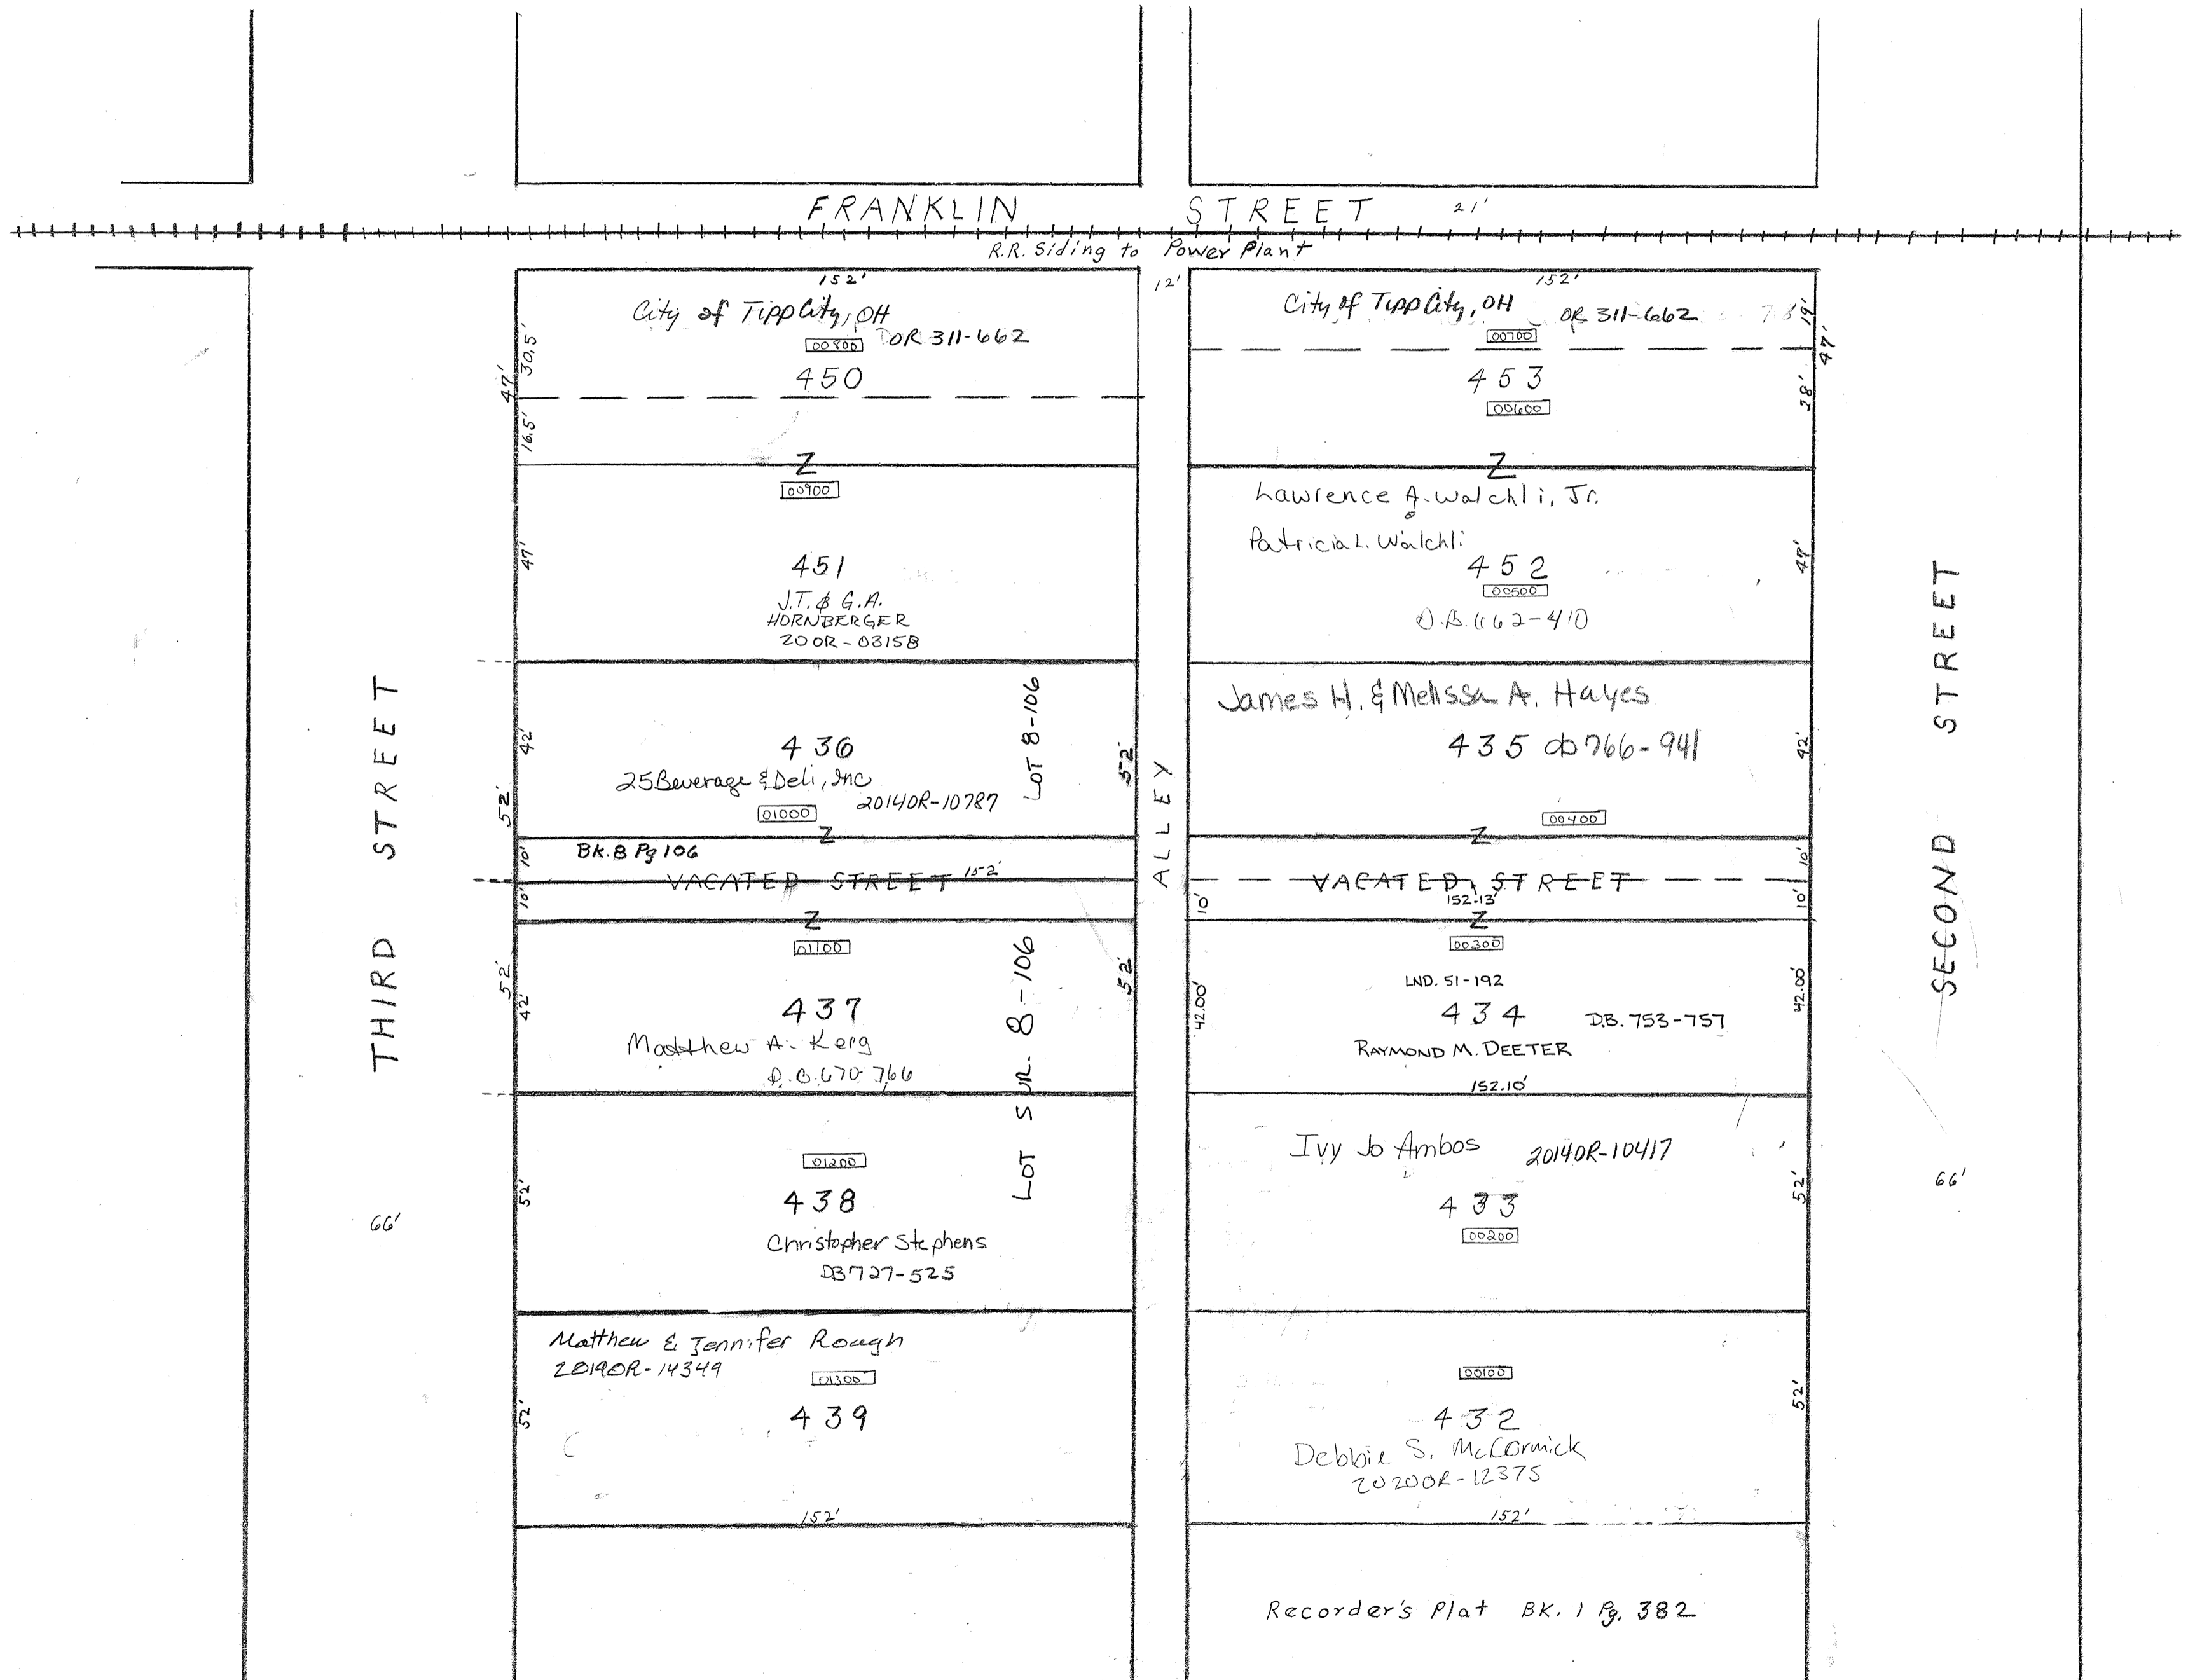 FRANKLIN STREET 21'
R.R. Siding to Power Plant
152'
City of Tipp City, OH
00800 OR 311-662
450
30.5'
47'
16.5'
12'
152'
City of Tipp City, OH OR 311-662
00700
19'
47'
453
28'
00600
Z
00900
47'
451
J.T. & G.A.
HORNBERGER
20 OR - 03158
Z
Lawrence A. Walchli, Jr.
&
Patricia L. Walchli
452
47'
00500
D.B. 662-410
LOT 8-106
42'
436
52'
25 Beverage & Deli, Inc
2014OR-10787
52'
01000
Z
James H. & Melissa A. Hayes
435 DB 766-941
42'
00400
Z
ALLEY
Bk. 8 Pg 106
10'
VACATED STREET 152'
10'
Z
10'
VACATED STREET
152.13'
10'
10'
Z
01100
52'
42'
437
52'
Matthew A. Kerg
D.B. 670-766
LOT SUR. 8-106
00300
LND. 51-192
434 D.B. 753-757
42.00'
42.00'
RAYMOND M. DEETER
152.10'
01200
52'
438
Christopher Stephens
DB 727-525
Ivy Jo Ambos 2014OR-10417
433
52'
00200
Matthew & Jennifer Rough
2019OR-14349
01300
52'
439
152'
00100
52'
432
Debbie S. McCormick
2020OR-12375
152'
THIRD STREET
66'
SECOND STREET
66'
Recorder's Plat BK. 1 Pg. 382